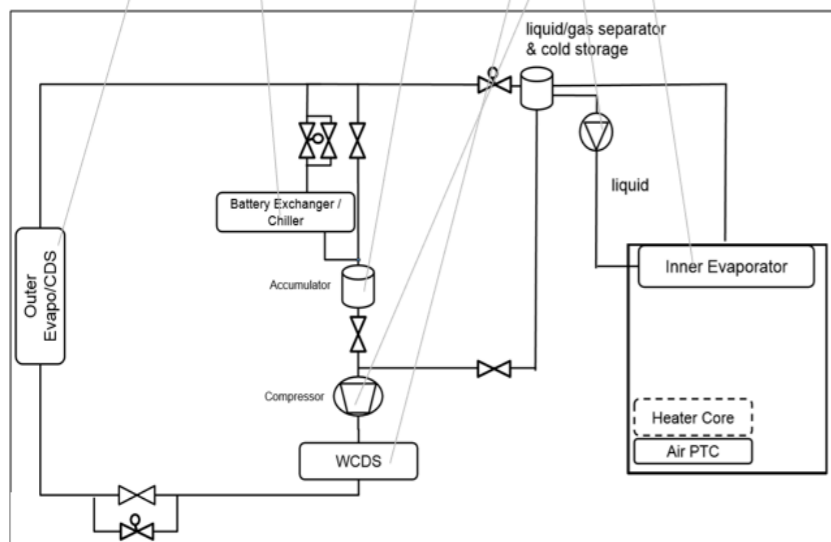 liquid/gas separator
& cold storage
liquid
Battery Exchanger /
Chiller
Inner Evaporator
Outer
Evapo/CDS
Accumulator
Compressor
Heater Core
WCDS
Air PTC